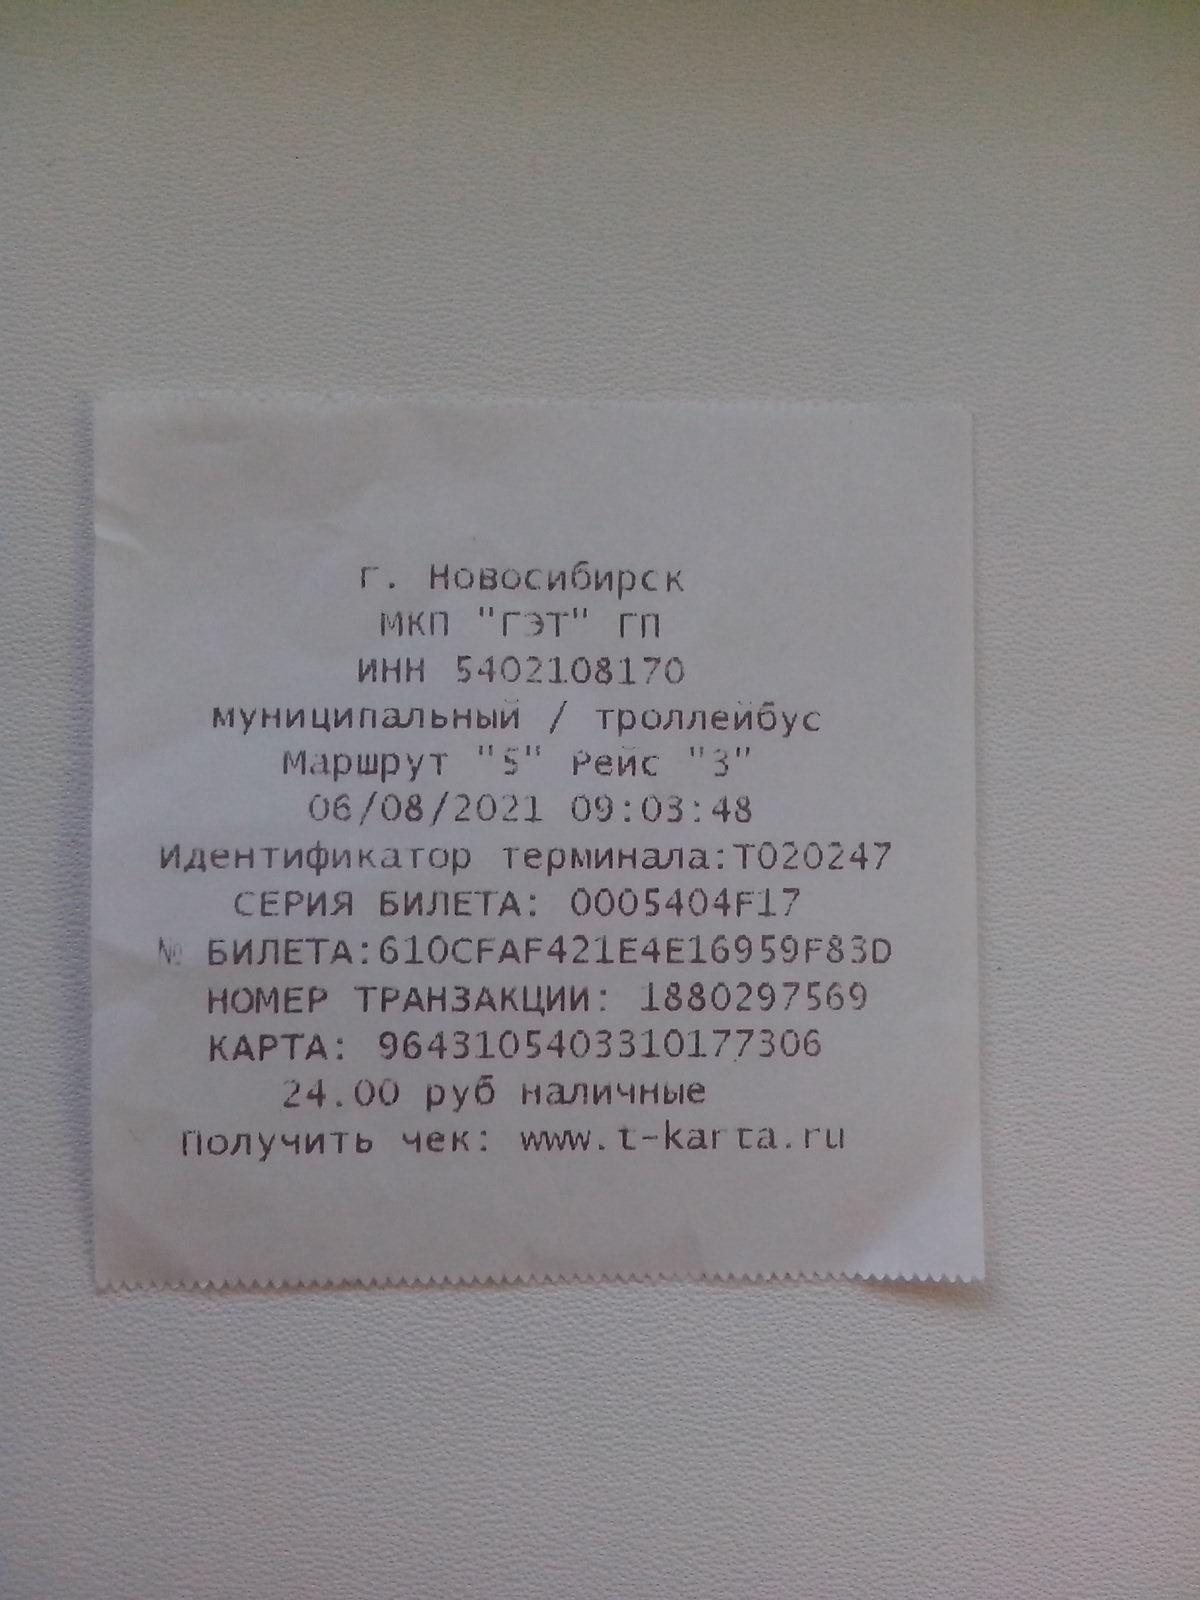 г. Новосибирск
МКП "ГЭТ" ГП
ИНН 5402108170
муниципальный / троллейбус
Маршрут "5" Рейс "3"
06/08/2021 09:03:48
Идентификатор терминала:Т020247
СЕРИЯ БИЛЕТА: 0005404F17
№ БИЛЕТА:610CFAF421E4E16959F83D
НОМЕР ТРАНЗАКЦИИ: 1880297569
КАРТА: 9643105403310177306
24.00 руб наличные
Получить чек: www.t-karta.ru